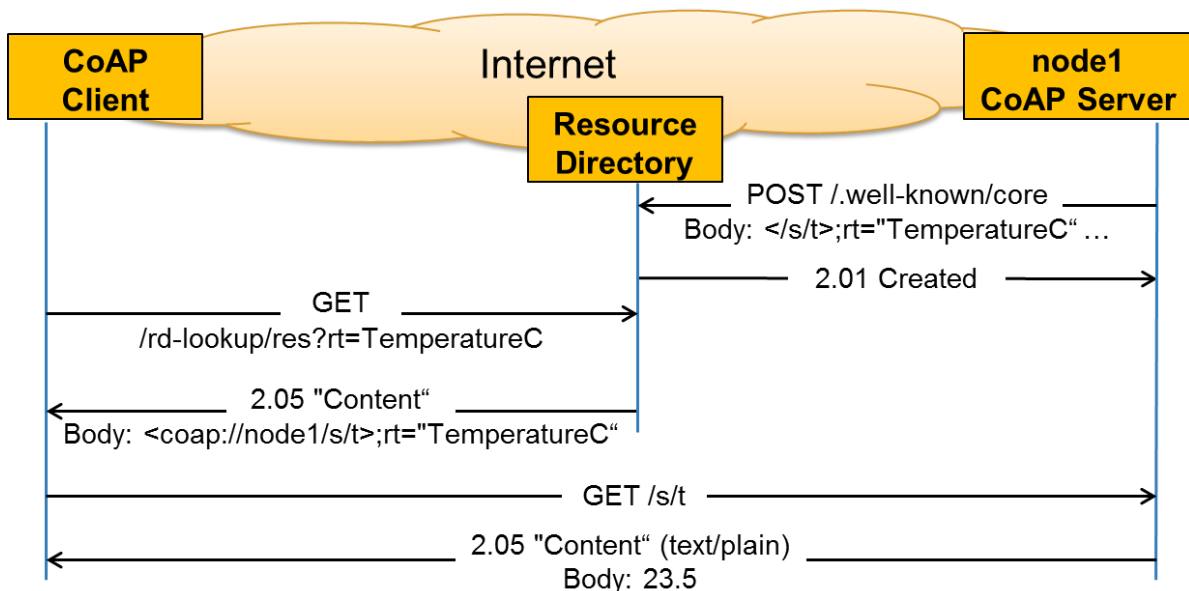 CoAP
Client
Internet
node1
CoAP Server
Resource
Directory
POST /.well-known/core
Body: </s/t>;rt="TemperatureC“ …
2.01 Created
GET
/rd-lookup/res?rt=TemperatureC
2.05 "Content“
Body: <coap://node1/s/t>;rt="TemperatureC“
GET /s/t
2.05 "Content“ (text/plain)
Body: 23.5